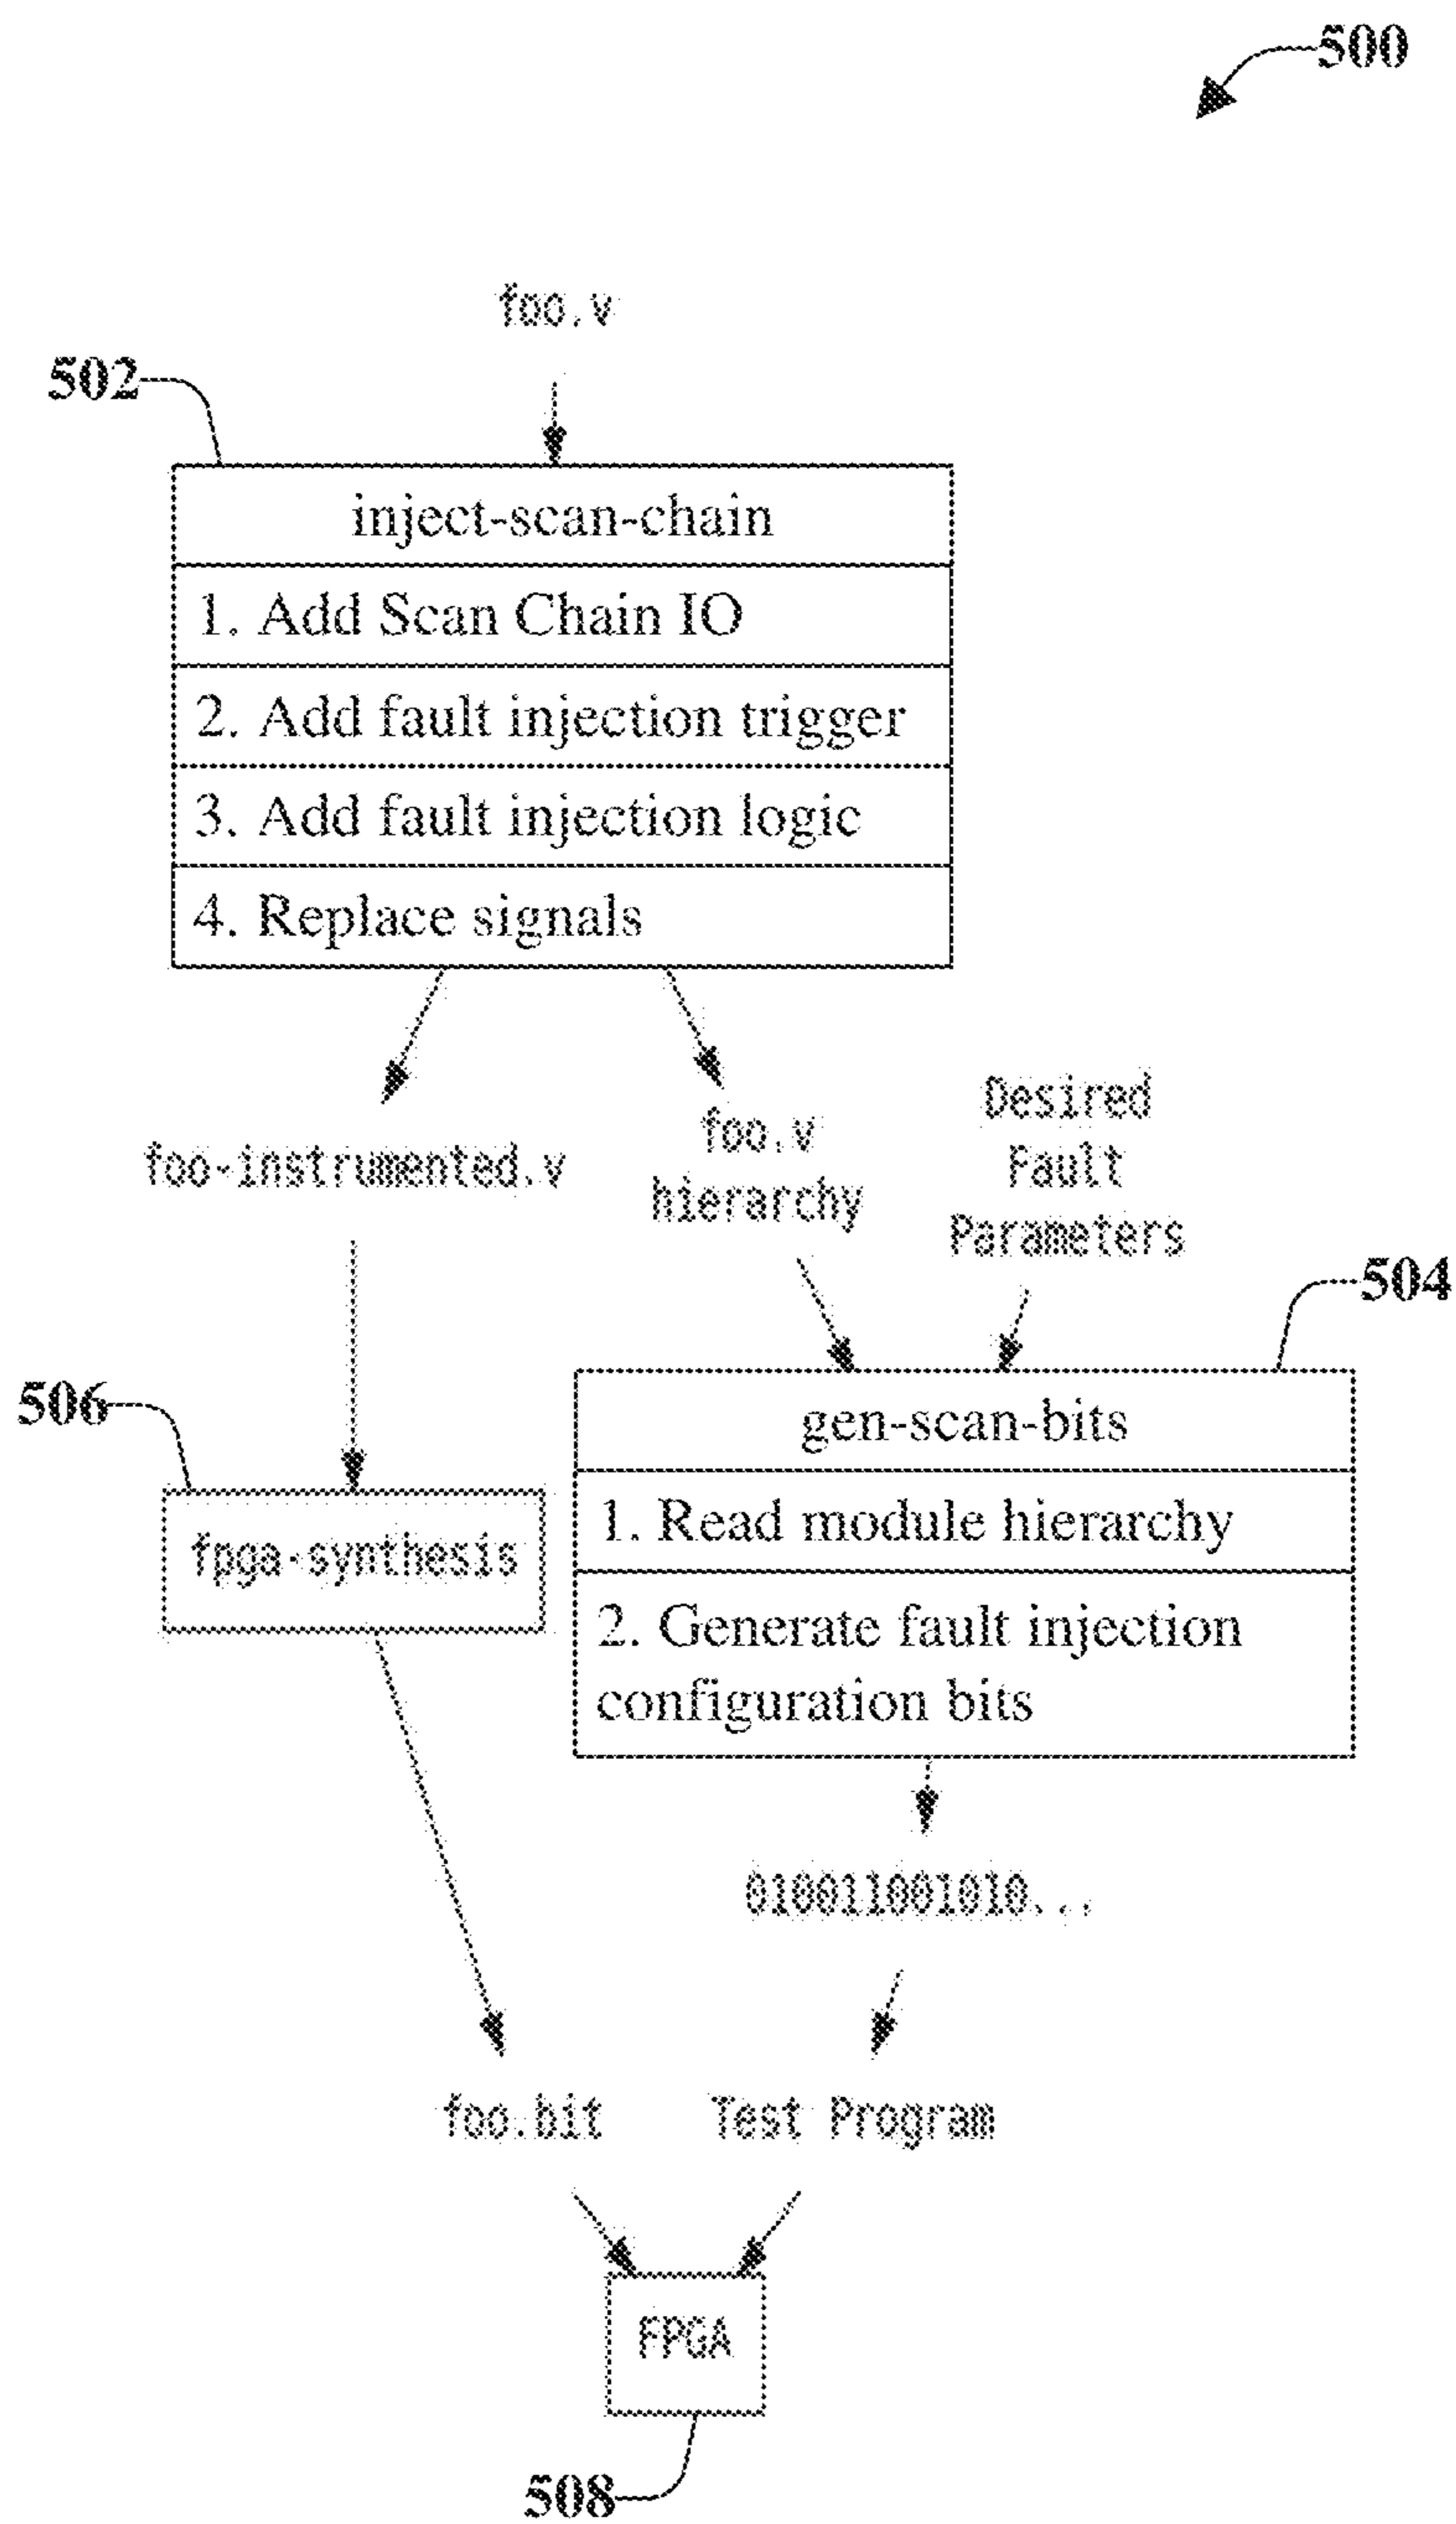 500
foo.v
502
inject-scan-chain
1. Add Scan Chain IO
2. Add fault injection trigger
3. Add fault injection logic
4. Replace signals
foo-instrumented.v
foo.v
hierarchy
Desired
Fault
Parameters
504
506
fpga-synthesis
gen-scan-bits
1. Read module hierarchy
2. Generate fault injection
configuration bits
010011001010...
foo.bit
Test Program
FPGA
508